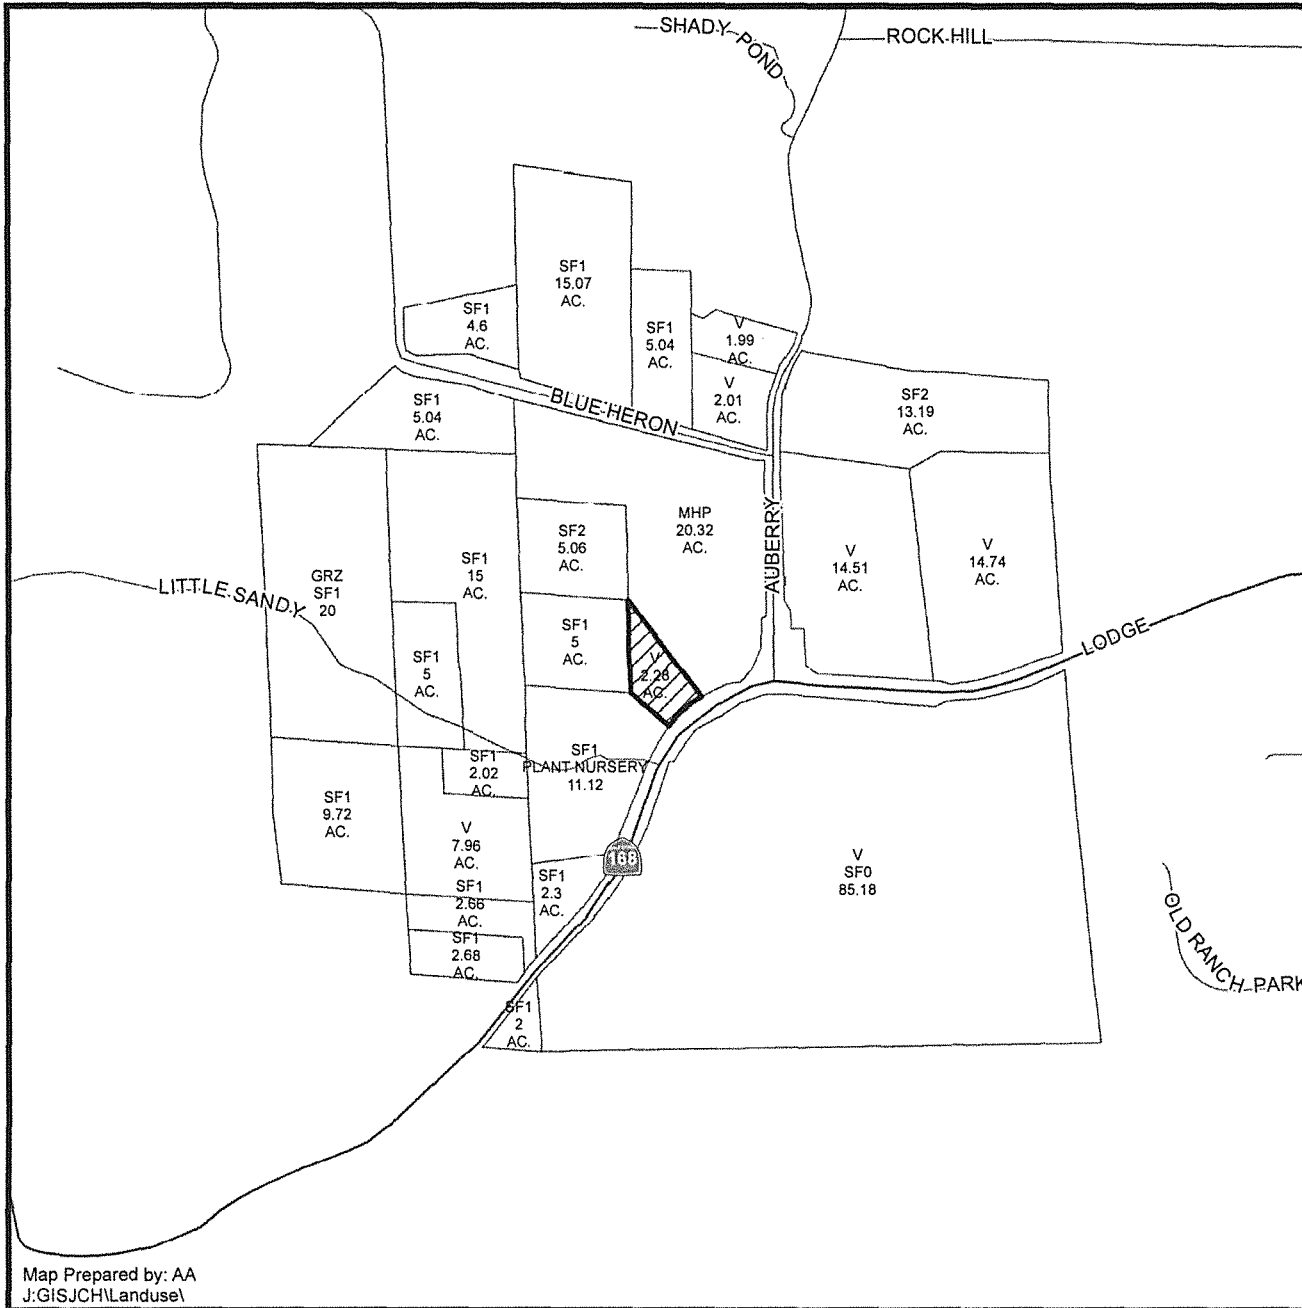 SHADY POND
ROCK HILL
SF1
15.07
AC.
SF1
4.6
AC.
SF1
5.04
AC.
V
1.99
AC.
V
2.01
AC.
SF1
5.04
AC.
BLUE HERON
SF2
13.19
AC.
MHP
20.32
AC.
AUBERRY
SF2
5.06
AC.
SF1
15
AC.
V
14.51
AC.
V
14.74
AC.
GRZ
SF1
20
LITTLE SANDY
SF1
5
AC.
LODGE
SF1
5
AC.
V
2.28
AC.
SF1
PLANT NURSERY
11.12
SF1
2.02
AC.
SF1
9.72
AC.
V
7.96
AC.
168
V
SF0
85.18
SF1
2.3
AC.
SF1
2.66
AC.
SF1
2.68
AC.
OLD RANCH PARK
SF1
2
AC.
Map Prepared by: AA
J:GISJCH\Landuse\